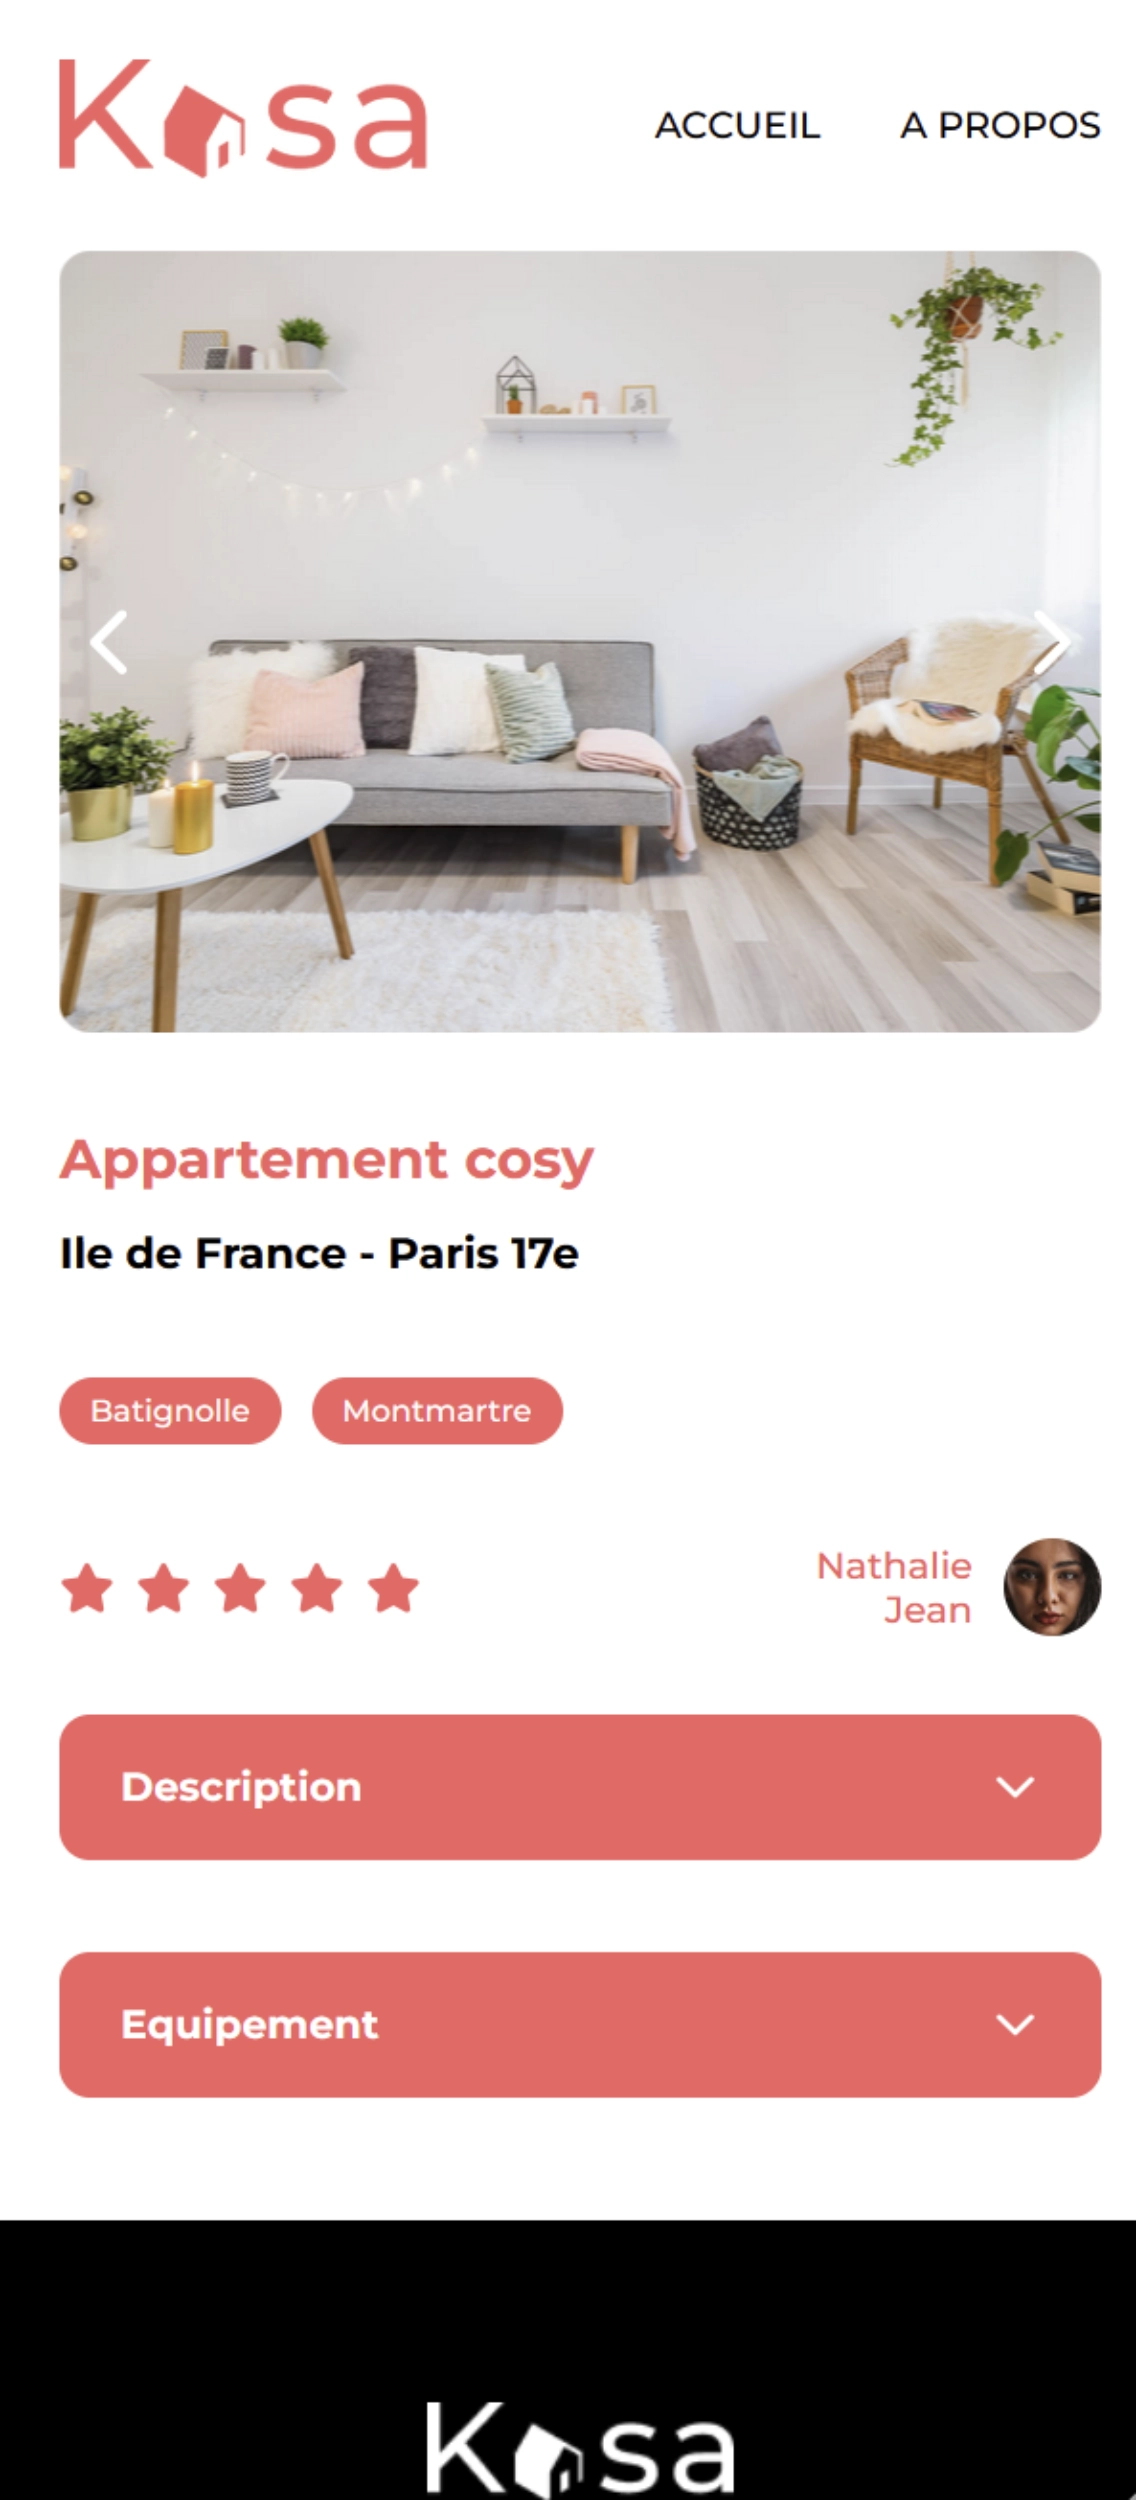 Kasa
ACCUEIL A PROPOS
Appartement cosy
Ile de France - Paris 17e
Batignolle Montmartre
Nathalie
Jean
Description
Equipement
Kasa